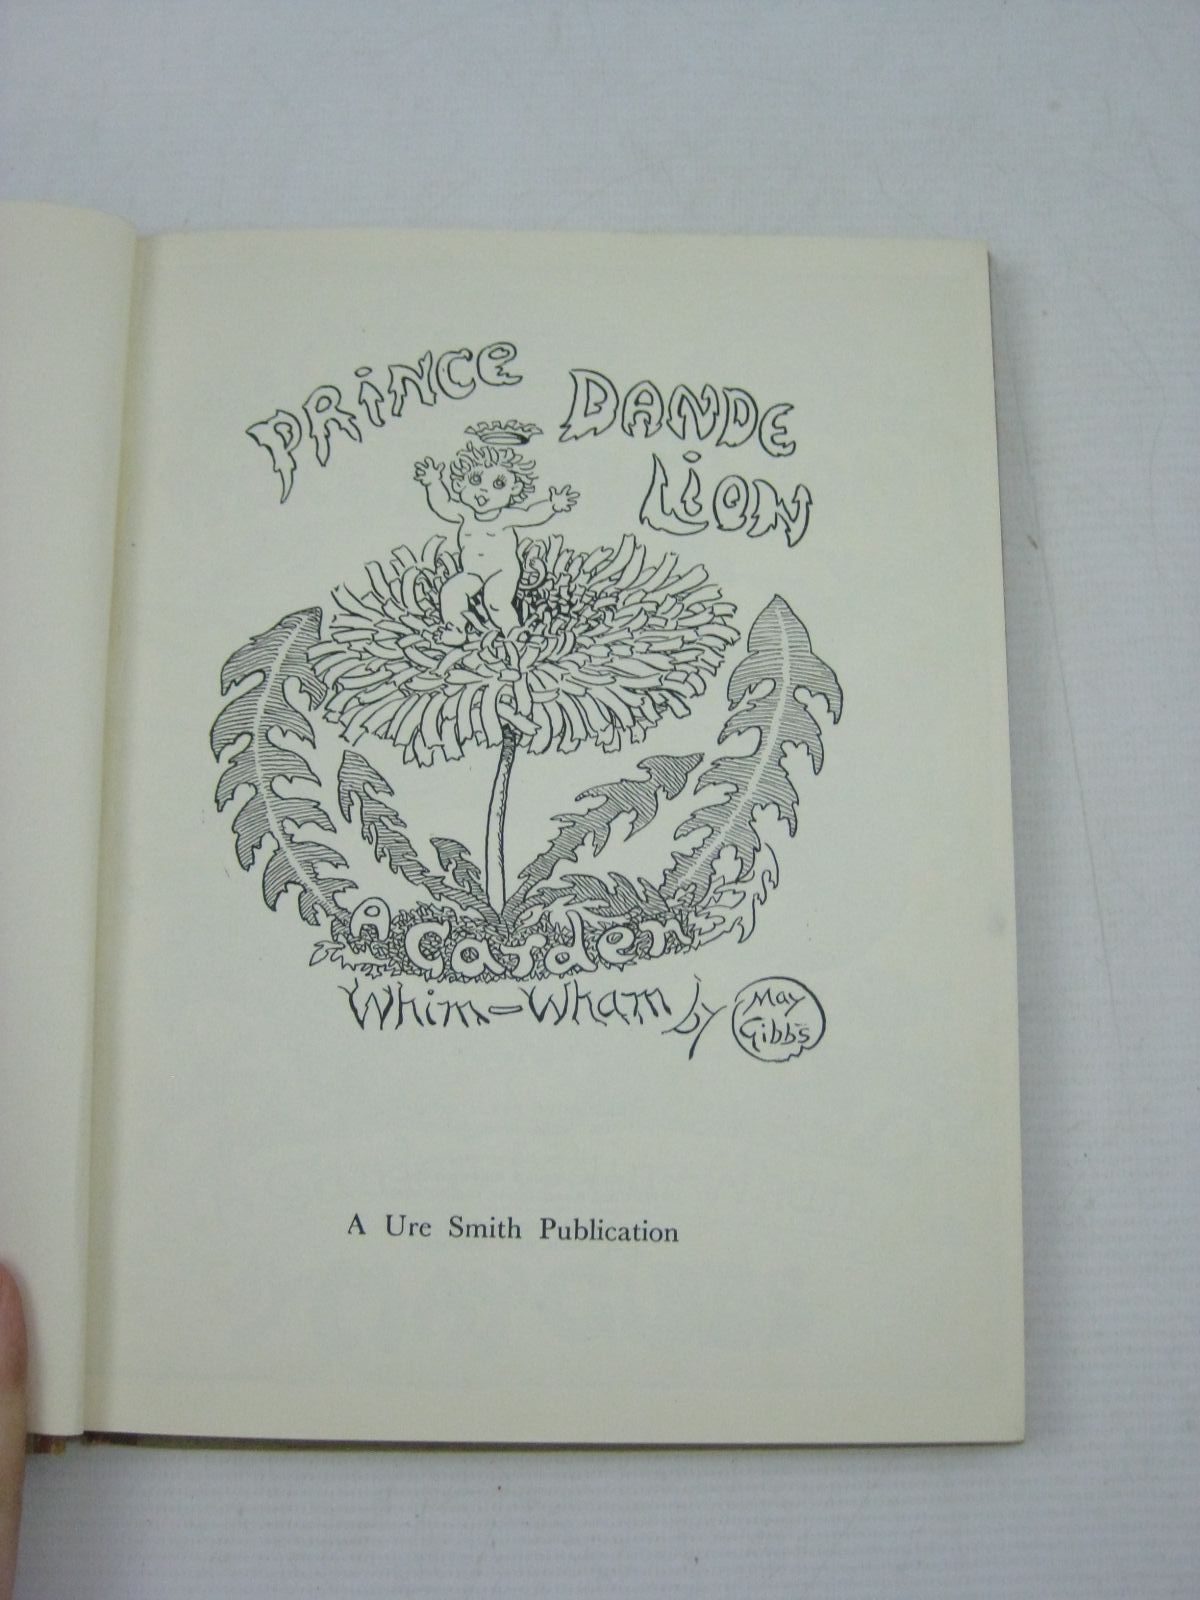 PRiNCe DANDE
LiON
A Garden
Whim-Wham by May
Gibbs
A Ure Smith Publication